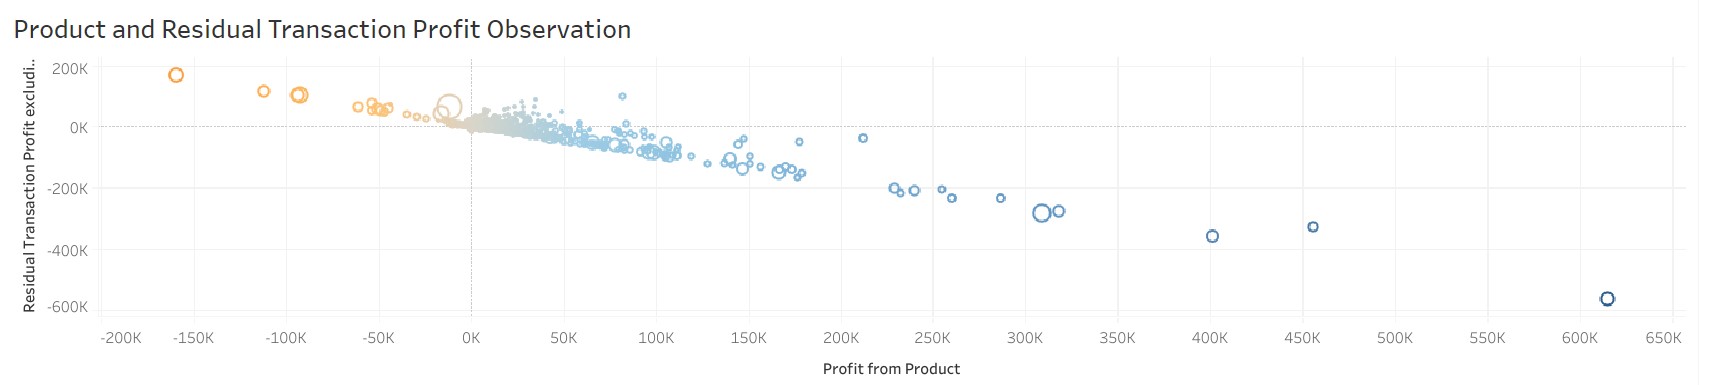 Product and Residual Transaction Profit Observation
Residual Transaction Profit excludi..
200K
0K
-200K
-400K
-600K
-200K -150K -100K -50K 0K 50K 100K 150K 200K 250K 300K 350K 400K 450K 500K 550K 600K 650K
Profit from Product